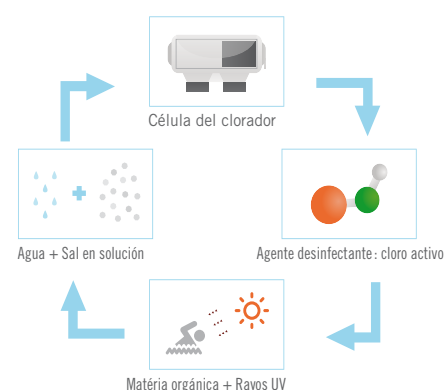 Célula del clorador
Agua + Sal en solución
Agente desinfectante: cloro activo
Matéria orgánica + Rayos UV